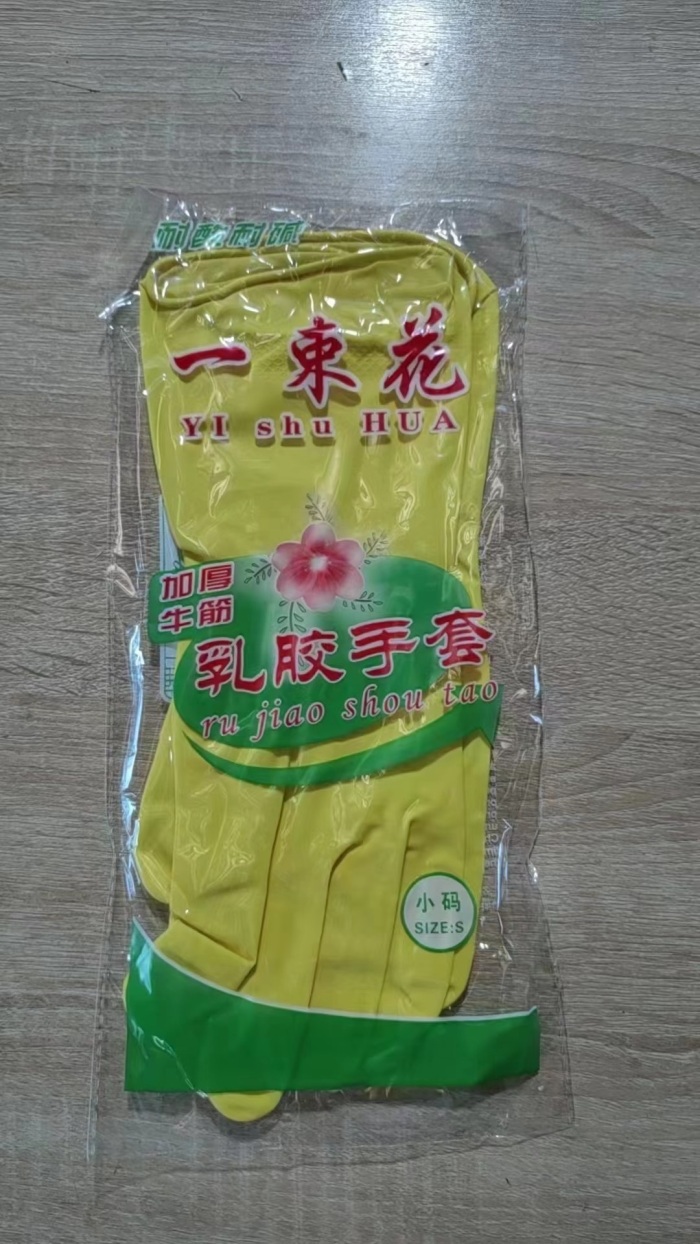 耐酸耐碱
一束花
YI shu HUA
加厚
牛筋
乳胶手套
ru jiao shou tao
小码
SIZE:S